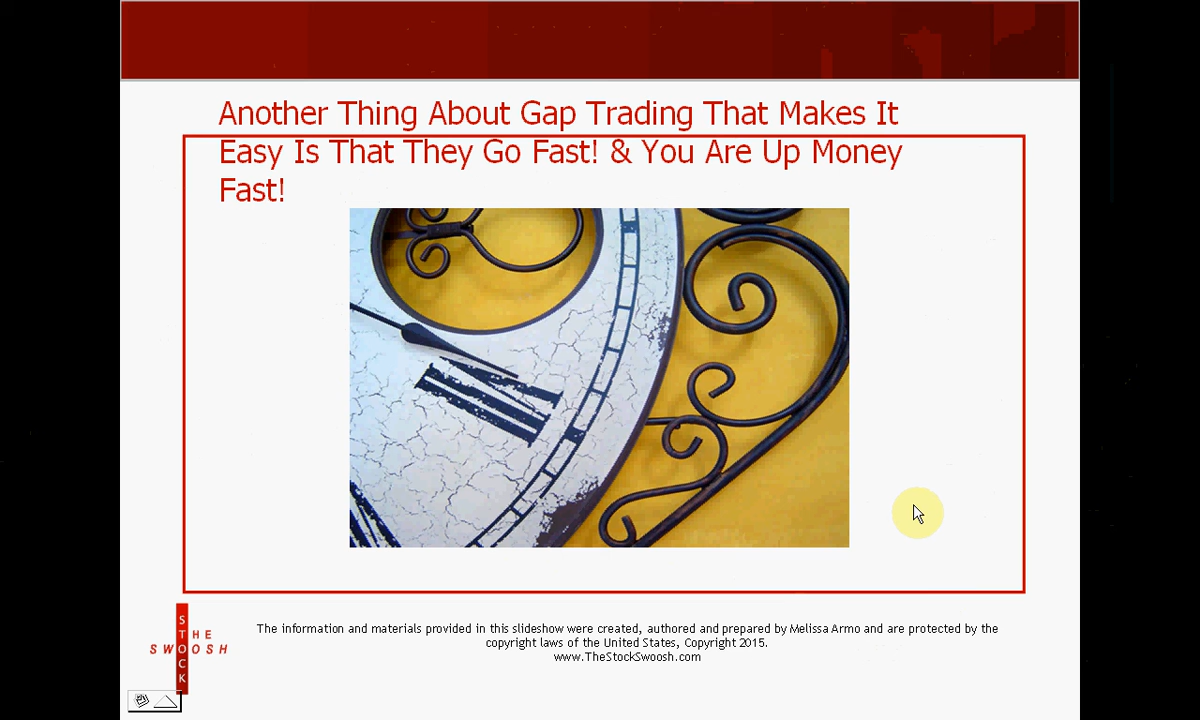 Another Thing About Gap Trading That Makes It
Easy Is That They Go Fast! & You Are Up Money
Fast!
THE
STOCK
SWOOSH
The information and materials provided in this slideshow were created, authored and prepared by Melissa Armo and are protected by the
copyright laws of the United States, Copyright 2015.
www.TheStockSwoosh.com